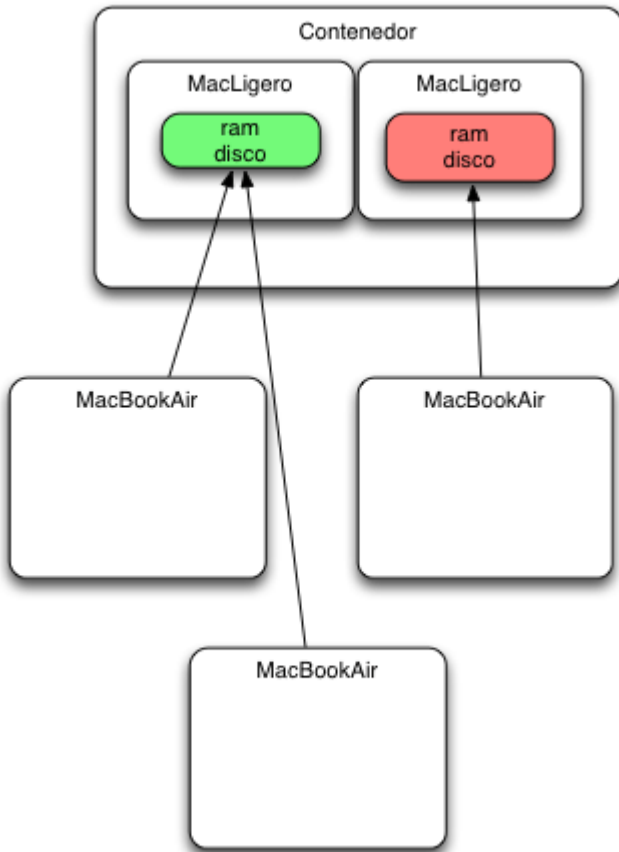 Contenedor
MacLigero
ram
disco
MacLigero
ram
disco
MacBookAir
MacBookAir
MacBookAir